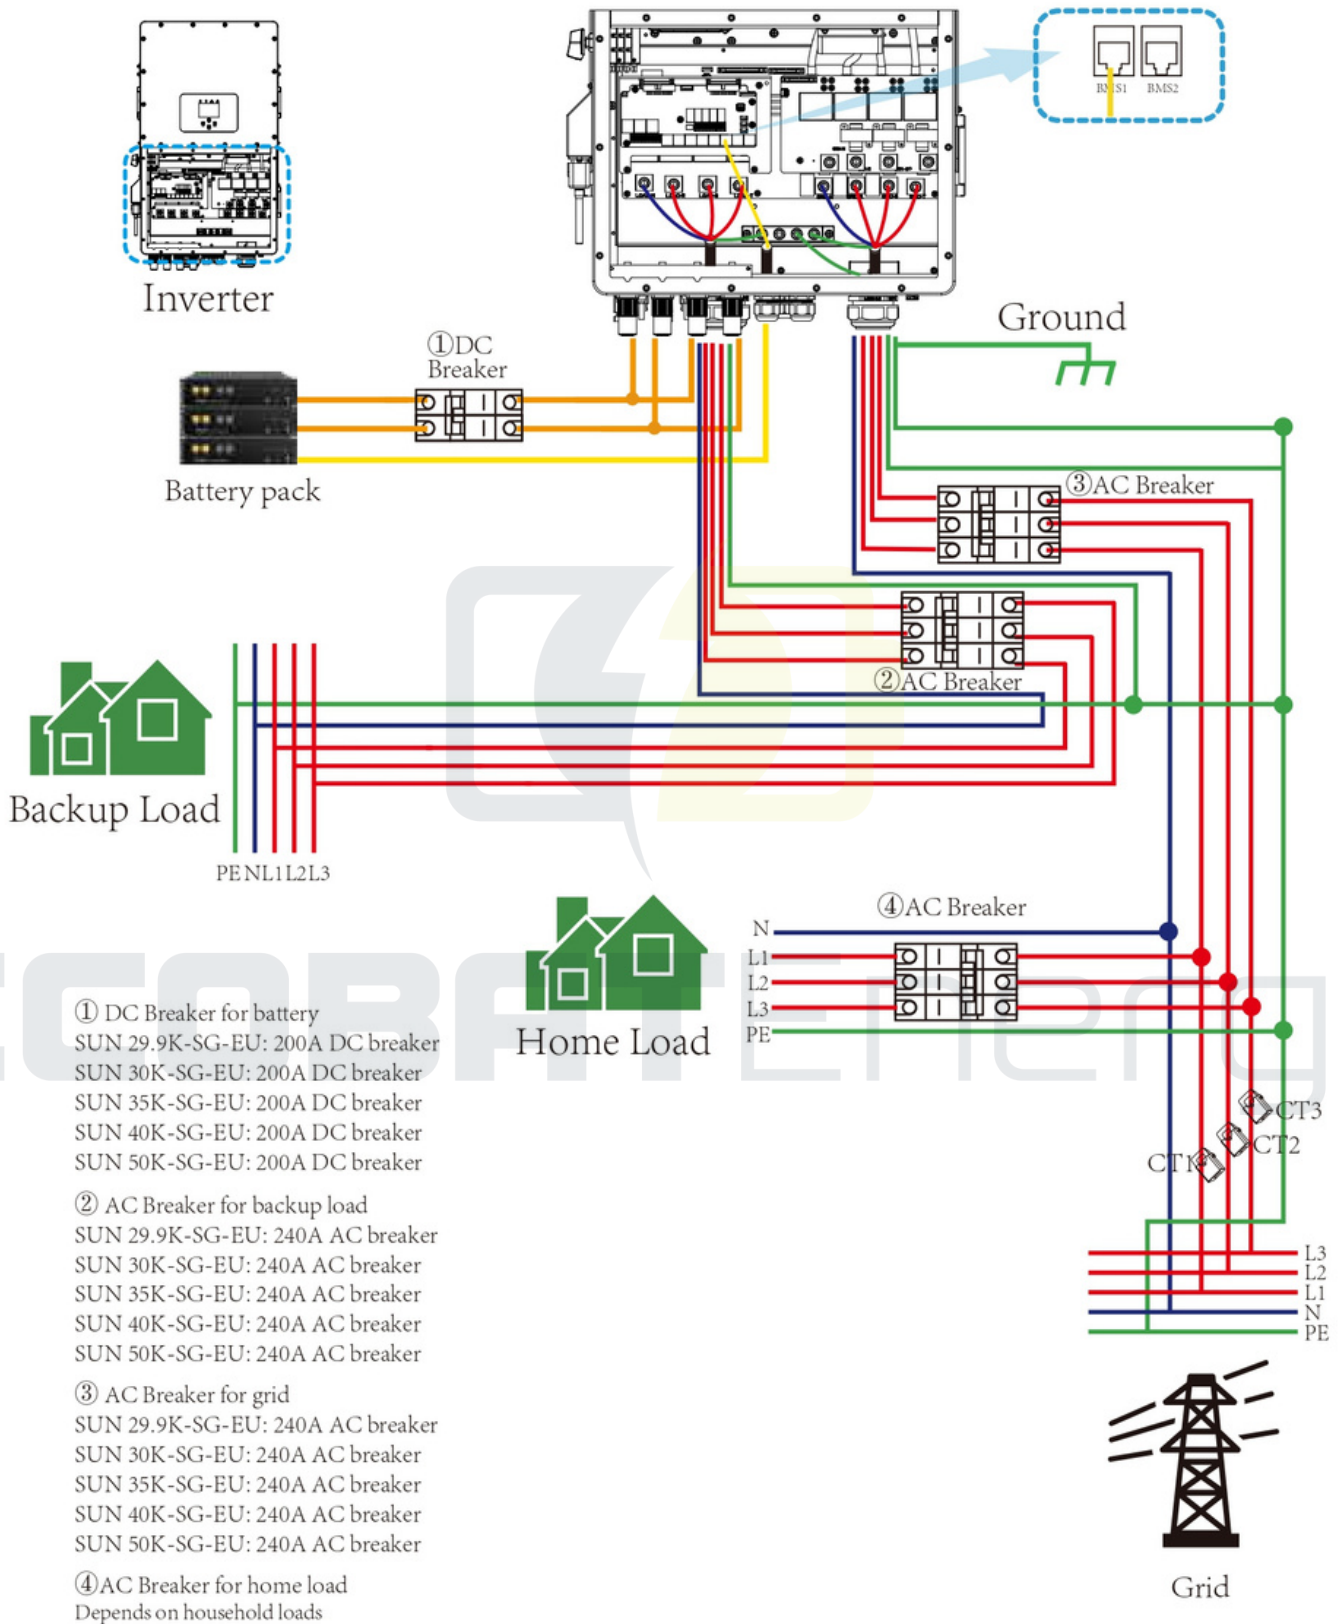 BMS1 BMS2
Inverter
Ground
①DC
Breaker
Battery pack
③AC Breaker
②AC Breaker
Backup Load
PE N L1 L2 L3
④AC Breaker
N
L1
L2
L3
PE
Home Load
ECOBAT Energ
① DC Breaker for battery
SUN 29.9K-SG-EU: 200A DC breaker
SUN 30K-SG-EU: 200A DC breaker
SUN 35K-SG-EU: 200A DC breaker
SUN 40K-SG-EU: 200A DC breaker
SUN 50K-SG-EU: 200A DC breaker
② AC Breaker for backup load
SUN 29.9K-SG-EU: 240A AC breaker
SUN 30K-SG-EU: 240A AC breaker
SUN 35K-SG-EU: 240A AC breaker
SUN 40K-SG-EU: 240A AC breaker
SUN 50K-SG-EU: 240A AC breaker
③ AC Breaker for grid
SUN 29.9K-SG-EU: 240A AC breaker
SUN 30K-SG-EU: 240A AC breaker
SUN 35K-SG-EU: 240A AC breaker
SUN 40K-SG-EU: 240A AC breaker
SUN 50K-SG-EU: 240A AC breaker
④AC Breaker for home load
Depends on household loads
CT3
CT2
CT1
L3
L2
L1
N
PE
Grid